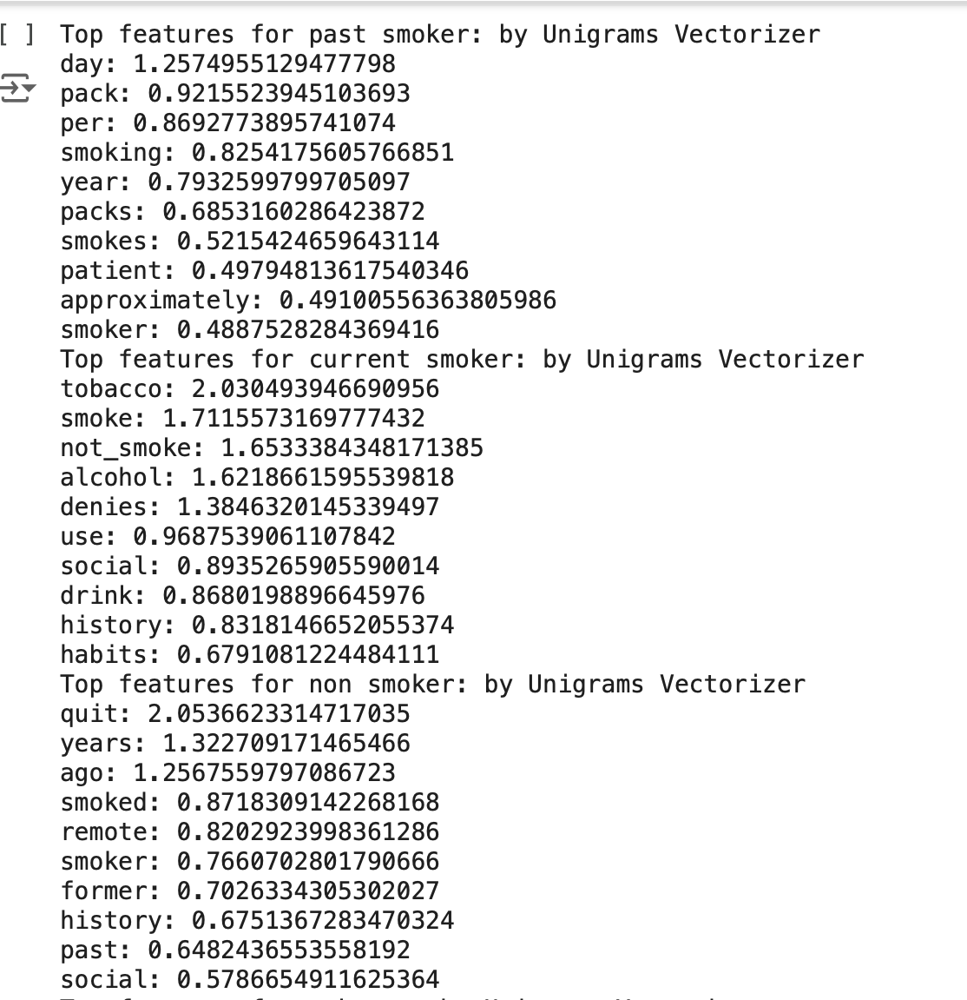 [ ] Top features for past smoker: by Unigrams Vectorizer
day: 1.2574955129477798
pack: 0.9215523945103693
per: 0.8692773895741074
smoking: 0.8254175605766851
year: 0.7932599799705097
packs: 0.6853160286423872
smokes: 0.5215424659643114
patient: 0.49794813617540346
approximately: 0.49100556363805986
smoker: 0.4887528284369416
Top features for current smoker: by Unigrams Vectorizer
tobacco: 2.030493946690956
smoke: 1.7115573169777432
not_smoke: 1.6533384348171385
alcohol: 1.6218661595539818
denies: 1.3846320145339497
use: 0.9687539061107842
social: 0.8935265905590014
drink: 0.8680198896645976
history: 0.8318146652055374
habits: 0.6791081224484111
Top features for non smoker: by Unigrams Vectorizer
quit: 2.0536623314717035
years: 1.322709171465466
ago: 1.2567559797086723
smoked: 0.8718309142268168
remote: 0.8202923998361286
smoker: 0.7660702801790666
former: 0.7026334305302027
history: 0.6751367283470324
past: 0.6482436553558192
social: 0.5786654911625364